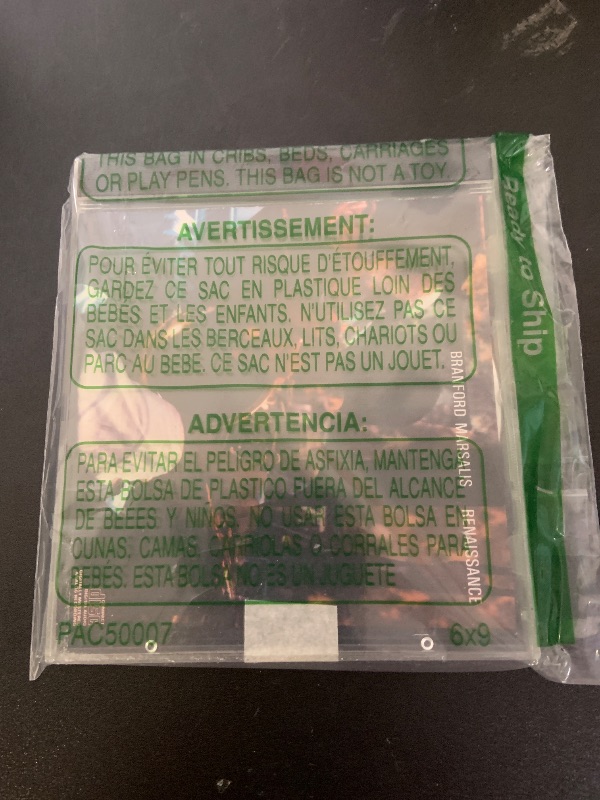 THIS BAG IN CRIBS, BEDS, CARRIAGES
OR PLAY PENS. THIS BAG IS NOT A TOY.
Ready to Ship
AVERTISSEMENT:
POUR ÉVITER TOUT RISQUE D'ÉTOUFFEMENT,
GARDEZ CE SAC EN PLASTIQUE LOIN DES
BEBÉS ET LES ENFANTS. N'UTILISEZ PAS CE
SAC DANS LES BERCEAUX, LITS, CHARIOTS OU
PARC AU BEBE. CE SAC N'EST PAS UN JOUET.
BRANFORD MARSALIS RENAISSANCE
ADVERTENCIA:
PARA EVITAR EL PELIGRO DE ASFIXIA, MANTENGA
ESTA BOLSA DE PLASTICO FUERA DEL ALCANCE
DE BEEES Y NINOS. NO USAR ESTA BOLSA EN
CUNAS, CAMAS, CARRIOLAS O CORRALES PARA
BEBES. ESTA BOLSA NO ES UN JUGUETE
PAC50007
6x9